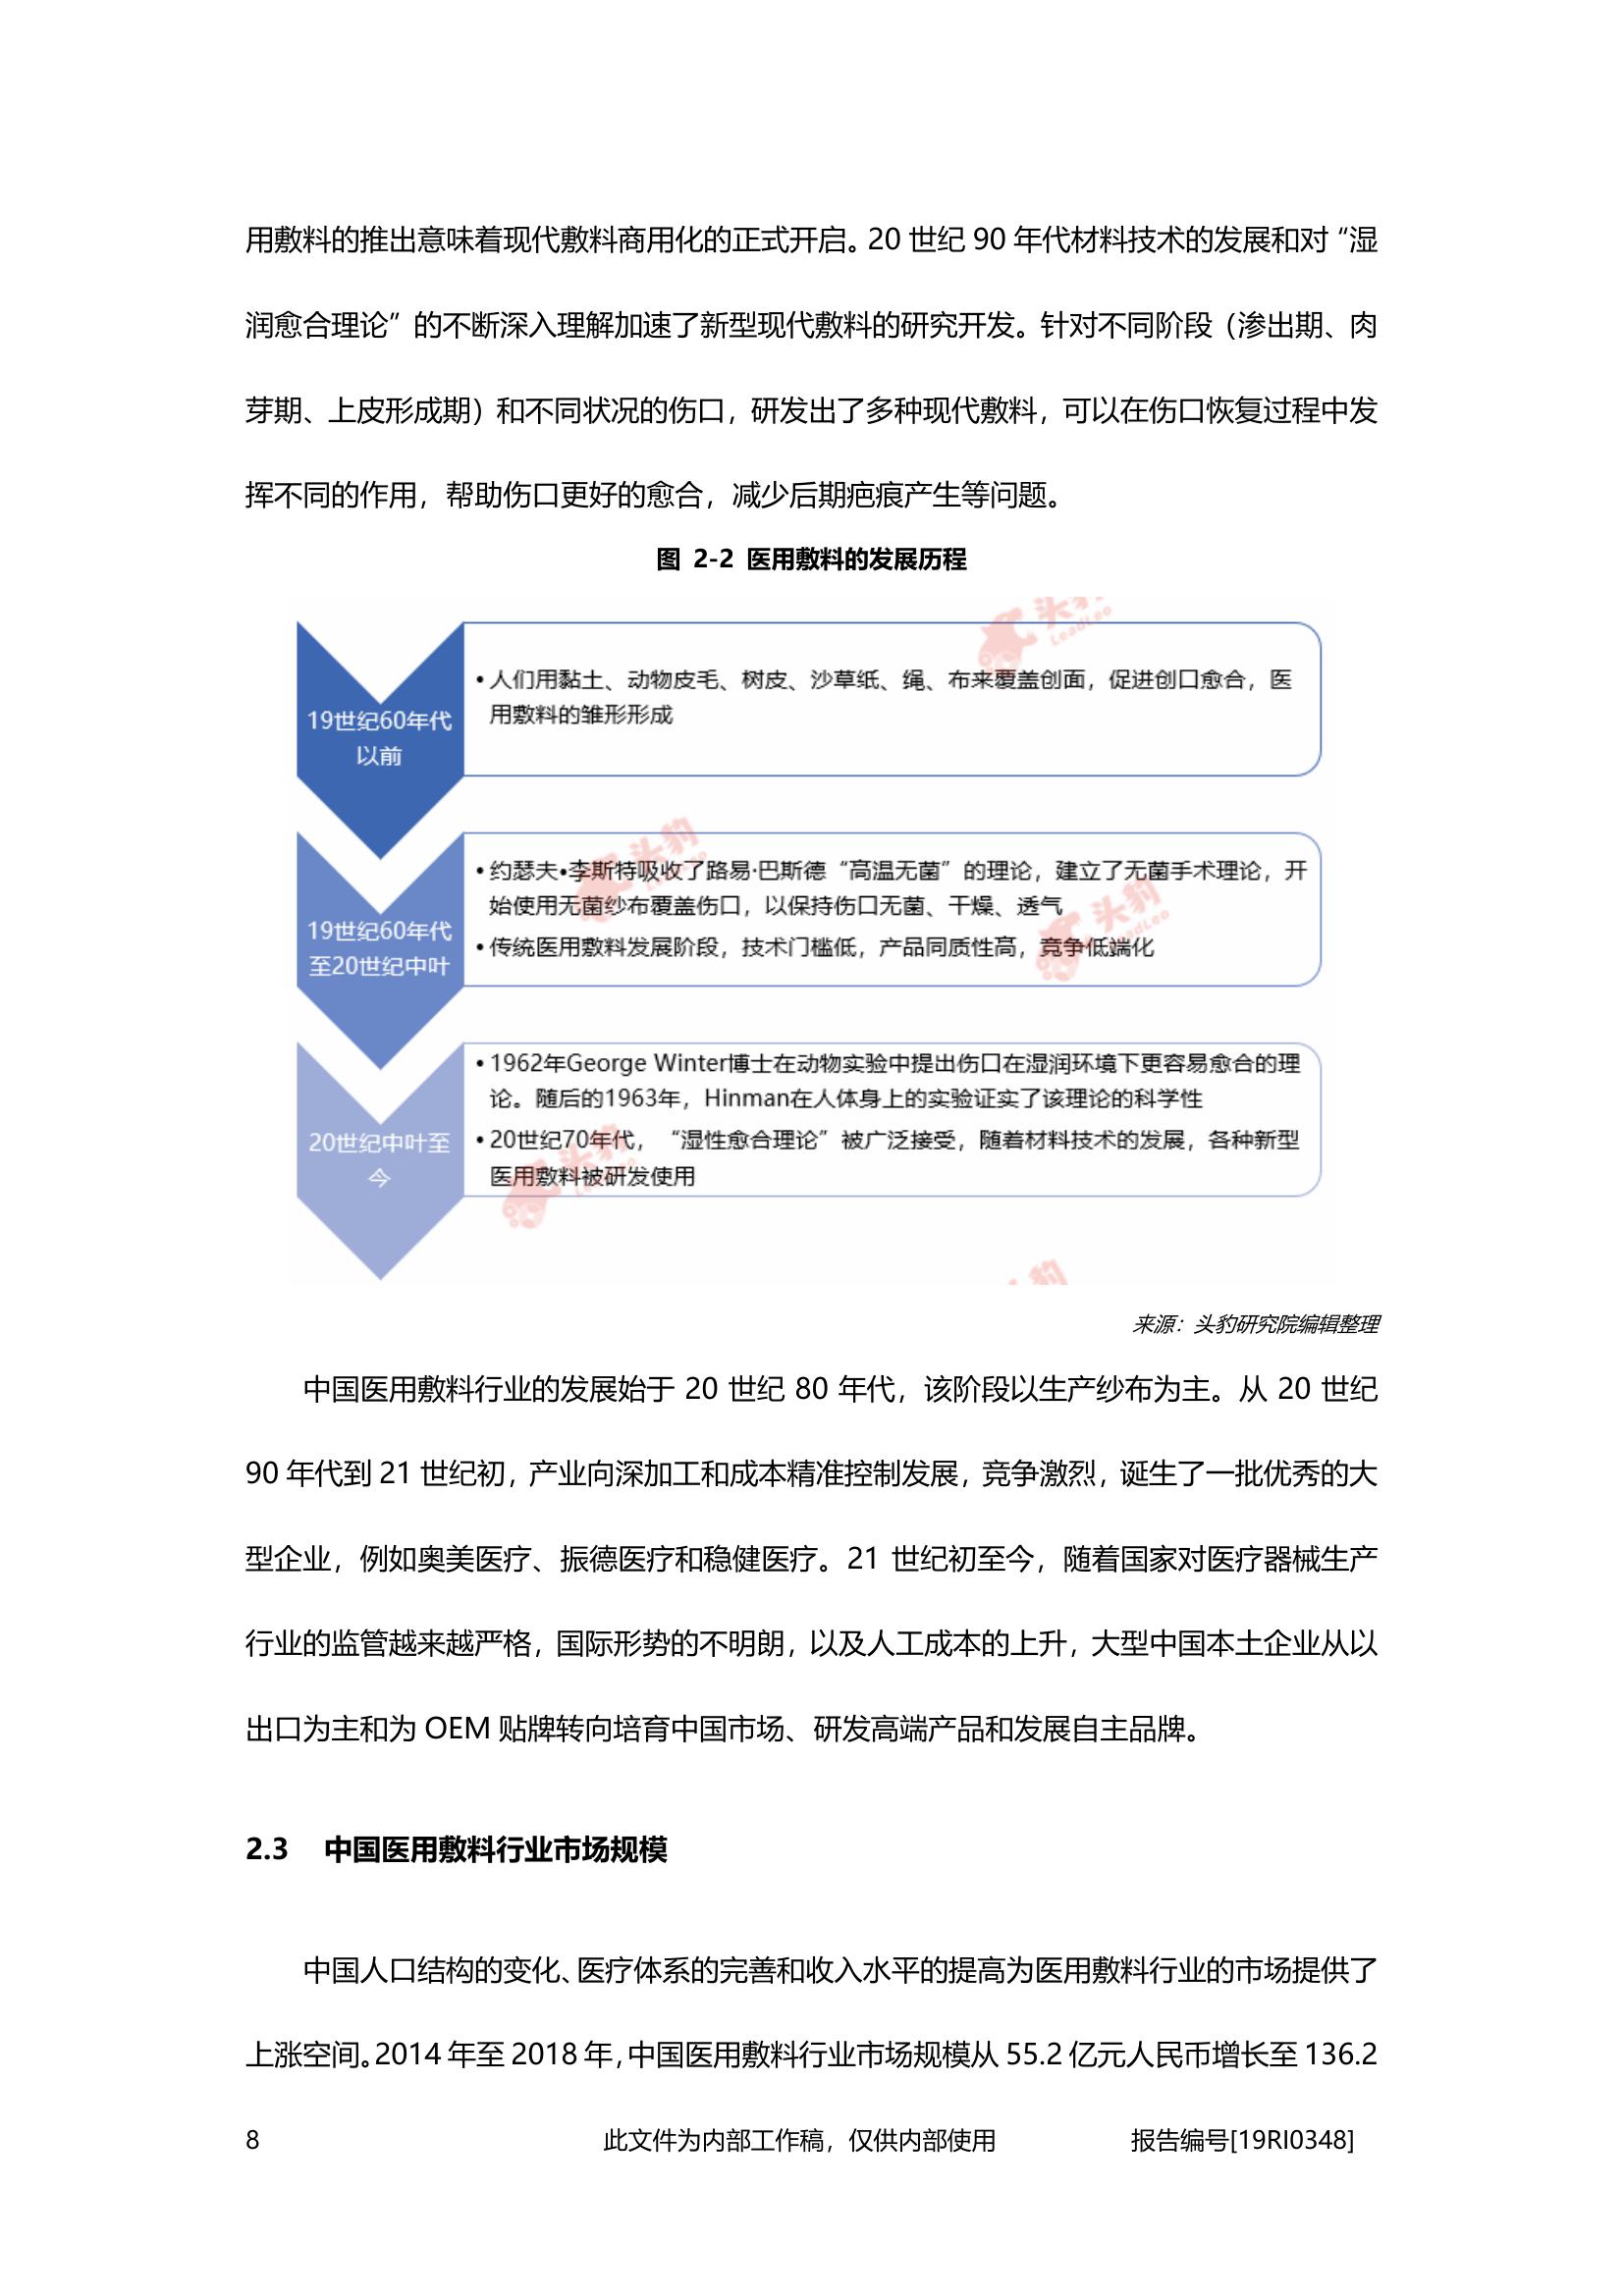 用敷料的推出意味着现代敷料商用化的正式开启。20 世纪 90 年代材料技术的发展和对“湿
润愈合理论”的不断深入理解加速了新型现代敷料的研究开发。针对不同阶段（渗出期、肉
芽期、上皮形成期）和不同状况的伤口，研发出了多种现代敷料，可以在伤口恢复过程中发
挥不同的作用，帮助伤口更好的愈合，减少后期疤痕产生等问题。
图 2-2 医用敷料的发展历程
19世纪60年代
以前
•人们用黏土、动物皮毛、树皮、沙草纸、绳、布来覆盖创面，促进创口愈合，医
用敷料的雏形形成
19世纪60年代
至20世纪中叶
•约瑟夫•李斯特吸收了路易·巴斯德“高温无菌”的理论，建立了无菌手术理论，开
始使用无菌纱布覆盖伤口，以保持伤口无菌、干燥、透气
•传统医用敷料发展阶段，技术门槛低，产品同质性高，竞争低端化
20世纪中叶至
今
•1962年George Winter博士在动物实验中提出伤口在湿润环境下更容易愈合的理
论。随后的1963年，Hinman在人体身上的实验证实了该理论的科学性
•20世纪70年代，“湿性愈合理论”被广泛接受，随着材料技术的发展，各种新型
医用敷料被研发使用
头豹
LeadLeo
头豹
LeadLeo
头豹
LeadLeo
头豹
LeadLeo
豹
来源：头豹研究院编辑整理
中国医用敷料行业的发展始于 20 世纪 80 年代，该阶段以生产纱布为主。从 20 世纪
90 年代到 21 世纪初，产业向深加工和成本精准控制发展，竞争激烈，诞生了一批优秀的大
型企业，例如奥美医疗、振德医疗和稳健医疗。21 世纪初至今，随着国家对医疗器械生产
行业的监管越来越严格，国际形势的不明朗，以及人工成本的上升，大型中国本土企业从以
出口为主和为 OEM 贴牌转向培育中国市场、研发高端产品和发展自主品牌。
2.3 中国医用敷料行业市场规模
中国人口结构的变化、医疗体系的完善和收入水平的提高为医用敷料行业的市场提供了
上涨空间。2014 年至 2018 年，中国医用敷料行业市场规模从 55.2 亿元人民币增长至 136.2
8 此文件为内部工作稿，仅供内部使用 报告编号[19RI0348]